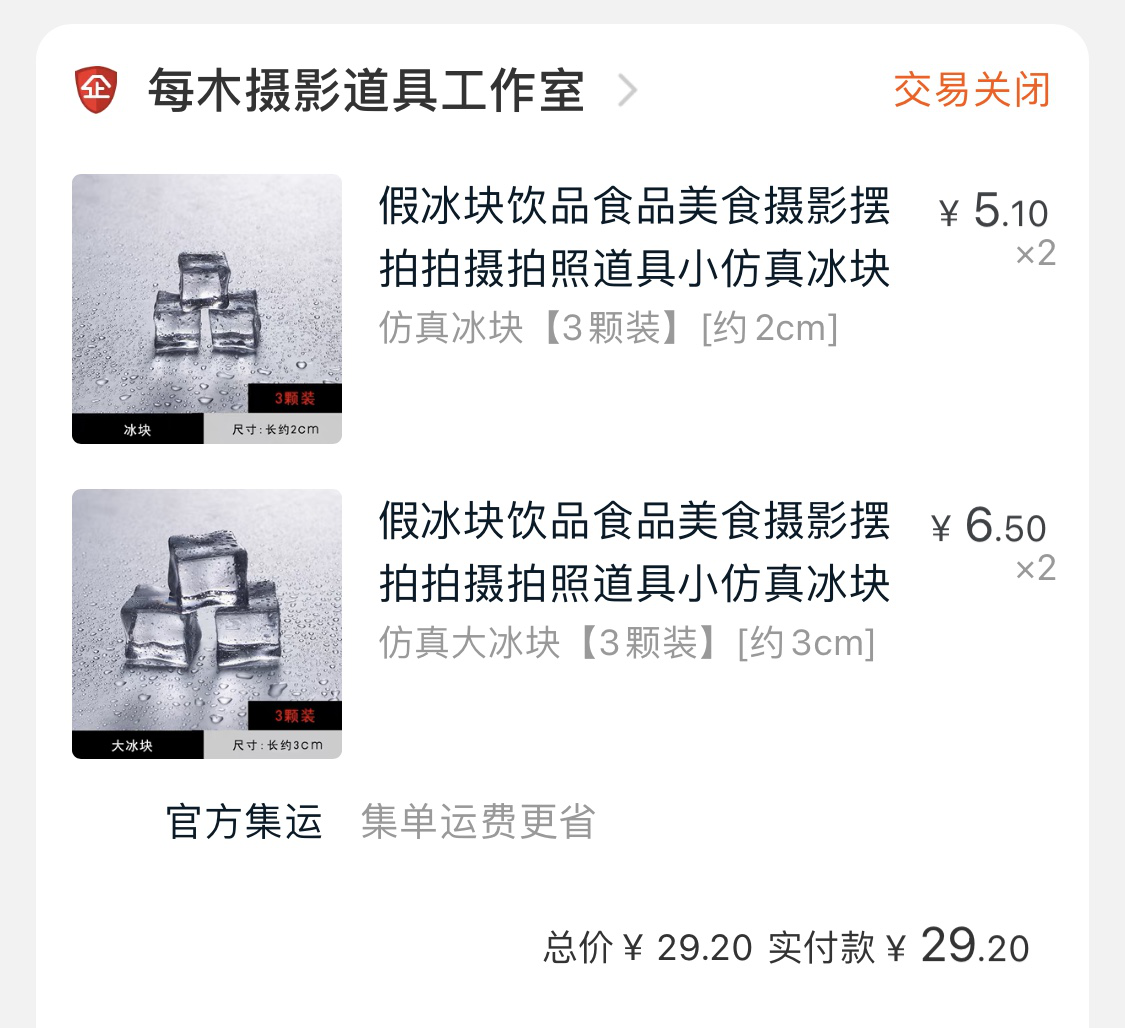 企 每木摄影道具工作室 > 交易关闭
假冰块饮品食品美食摄影摆 ¥ 5.10
拍拍摄拍照道具小仿真冰块 ×2
仿真冰块【3颗装】[约2cm]
3颗装
冰块 尺寸:长约2cm
假冰块饮品食品美食摄影摆 ¥ 6.50
拍拍摄拍照道具小仿真冰块 ×2
仿真大冰块【3颗装】[约3cm]
3颗装
大冰块 尺寸:长约3cm
官方集运 集单运费更省
总价¥ 29.20 实付款¥ 29.20